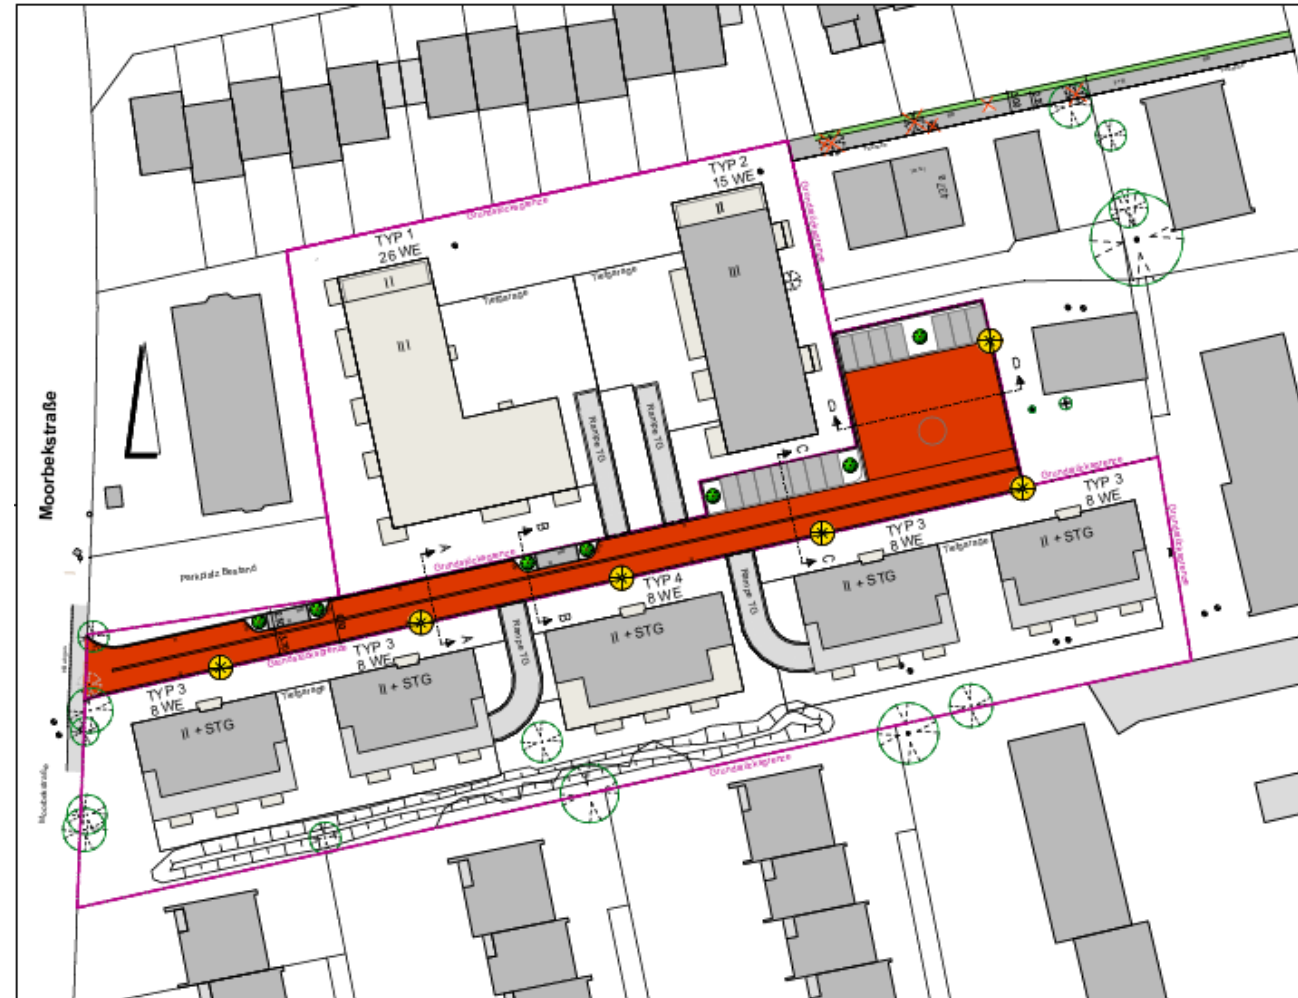 TYP 2
15 WE
Grundstücksgrenze
Grundstücksgrenze
TYP 1
26 WE
II
II
III
III
Tiefgarage
Tiefgarage
Rampe TG
Rampe TG
Moorbekstraße
Parkplatz Bestand
D
D
C
C
B
B
A
A
Grundstücksgrenze
Grundstücksgrenze
Grundstücksgrenze
Grundstücksgrenze
TYP 3
8 WE
II + STG
Tiefgarage
TYP 3
8 WE
II + STG
Rampe TG
TYP 4
8 WE
II + STG
Rampe TG
TYP 3
8 WE
II + STG
Tiefgarage
TYP 3
8 WE
II + STG
Grundstücksgrenze
Moorbekstraße